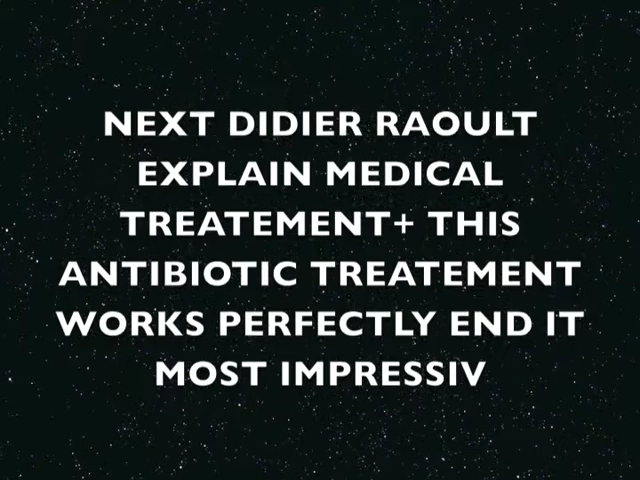 NEXT DIDIER RAOULT
EXPLAIN MEDICAL
TREATEMENT+ THIS
ANTIBIOTIC TREATEMENT
WORKS PERFECTLY END IT
MOST IMPRESSIV